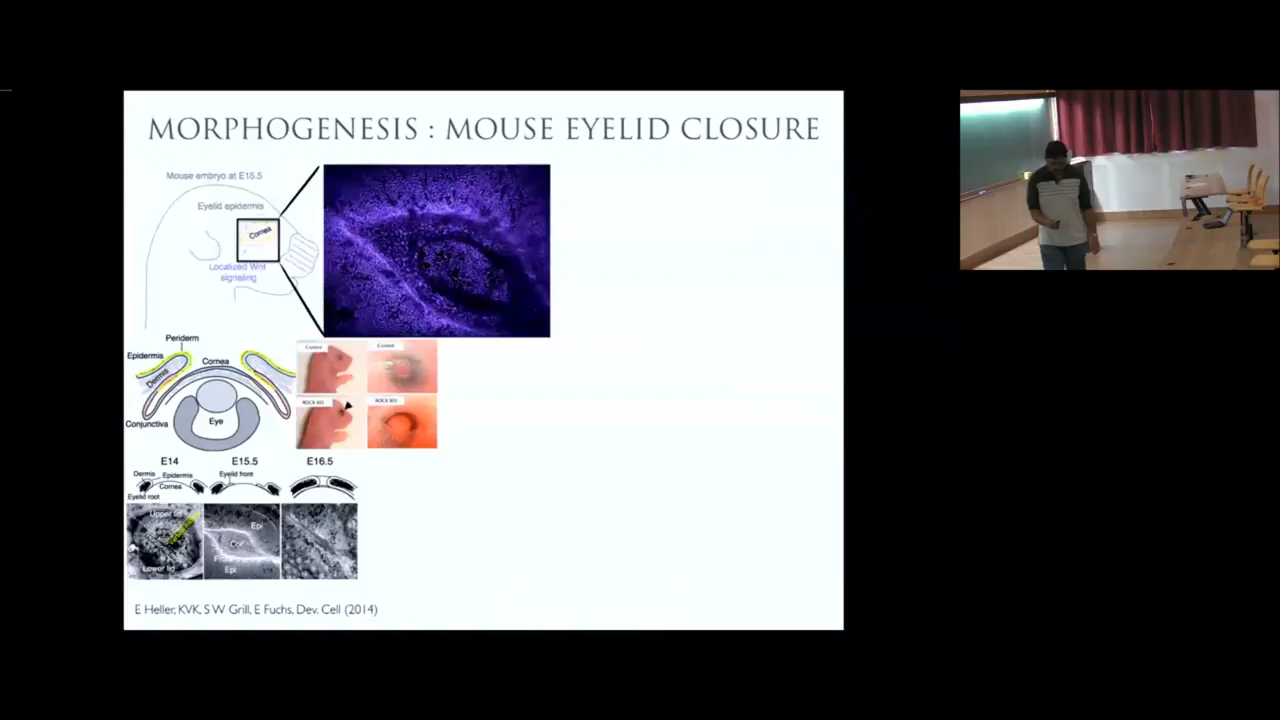 MORPHOGENESIS : MOUSE EYELID CLOSURE
Mouse embryo at E15.5
Eyelid epidermis
Cornea
Localized Wnt
signaling
Periderm
Epidermis
Cornea
Dermis
Conjunctiva
Eye
Control
Control
ROCK KO
ROCK KO
E14
E15.5
E16.5
Dermis
Epidermis
Eyelid front
Cornea
Eyelid root
Upper lid
Lower lid
Epi
Cor
Epi
E Heller, KVK, S W Grill, E Fuchs, Dev. Cell (2014)